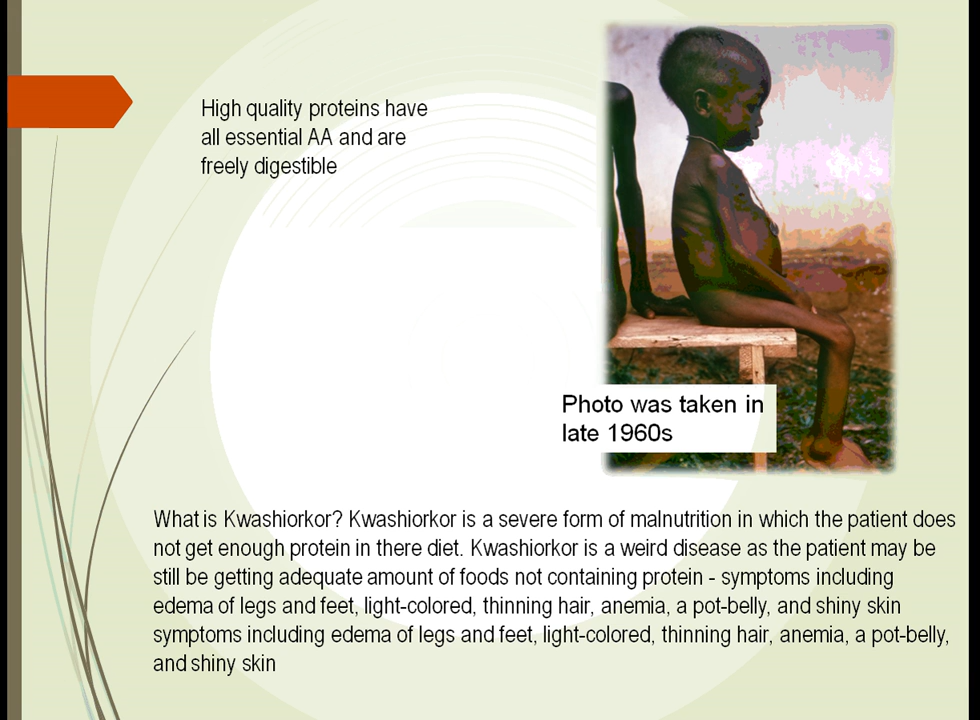 High quality proteins have
all essential AA and are
freely digestible
Photo was taken in
late 1960s
What is Kwashiorkor? Kwashiorkor is a severe form of malnutrition in which the patient does
not get enough protein in there diet. Kwashiorkor is a weird disease as the patient may be
still be getting adequate amount of foods not containing protein - symptoms including
edema of legs and feet, light-colored, thinning hair, anemia, a pot-belly, and shiny skin
symptoms including edema of legs and feet, light-colored, thinning hair, anemia, a pot-belly,
and shiny skin